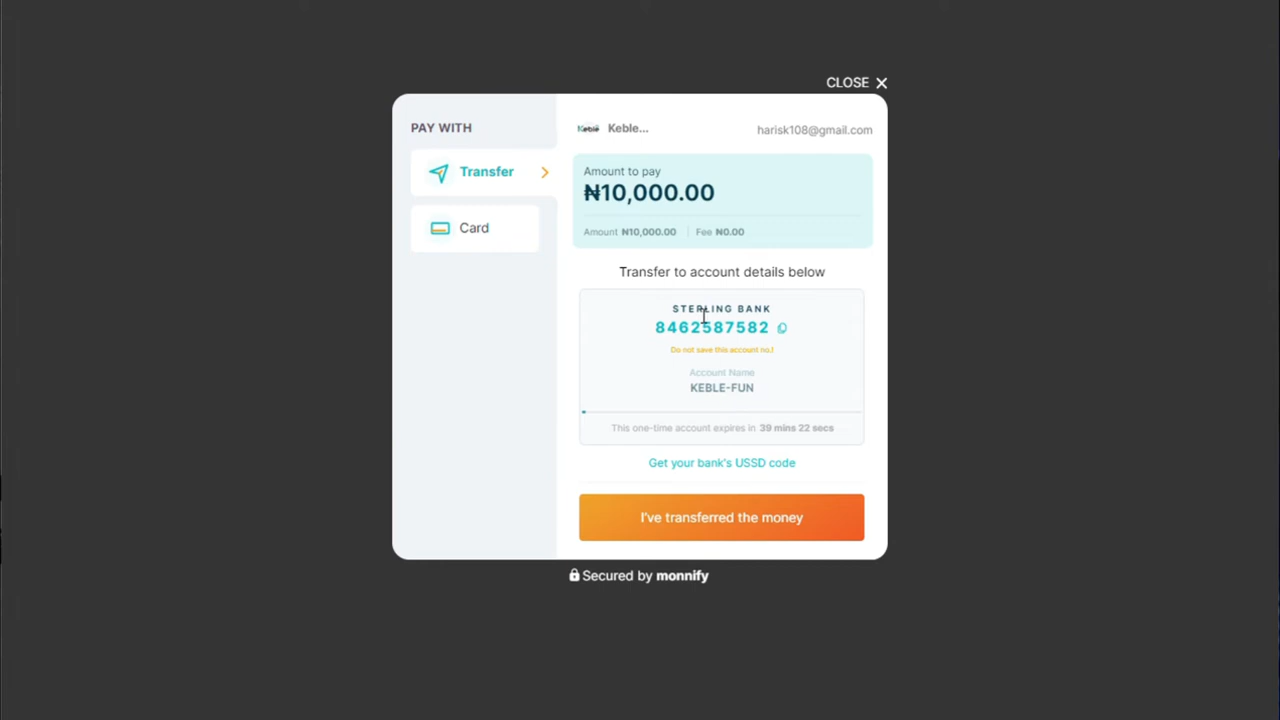 CLOSE X
PAY WITH
Transfer
Card
Keble Keble...
harisk108@gmail.com
Amount to pay
₦10,000.00
Amount ₦10,000.00 | Fee ₦0.00
Transfer to account details below
STERLING BANK
8462587582
Do not save this account no.!
Account Name
KEBLE-FUN
This one-time account expires in 39 mins 22 secs
Get your bank's USSD code
I've transferred the money
Secured by monnify